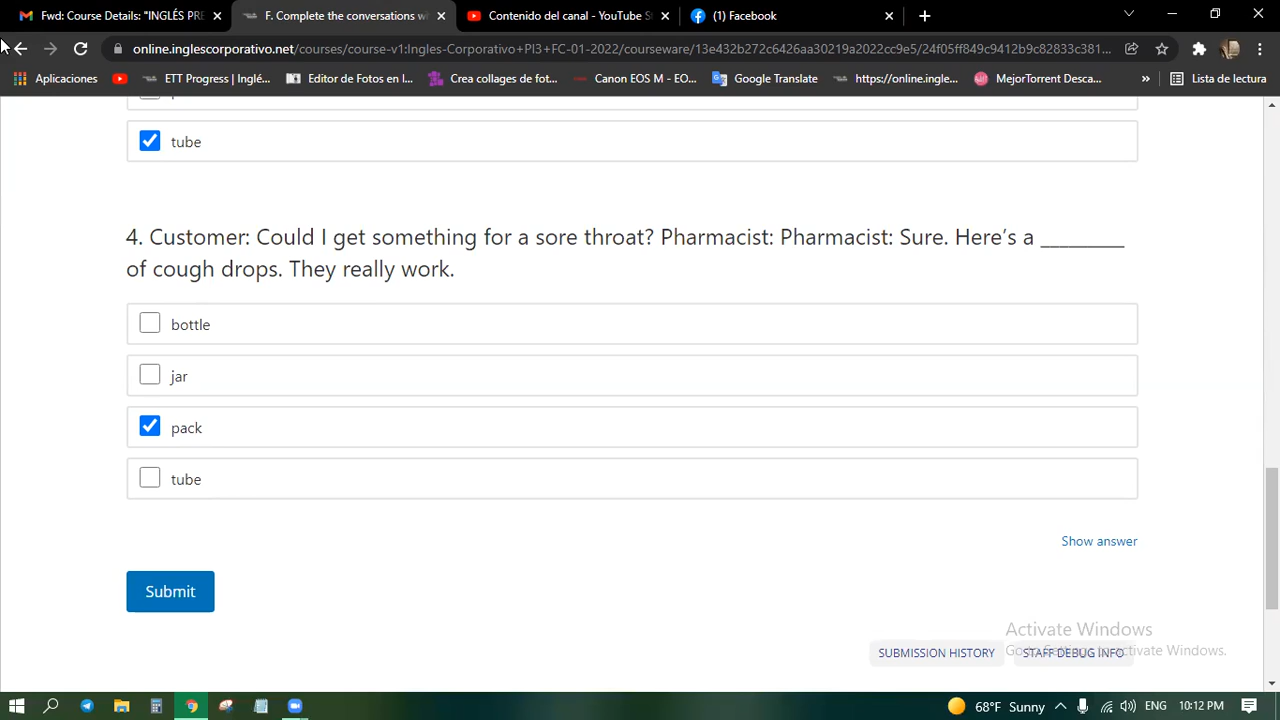 Fwd: Course Details: "INGLÉS PRE
F. Complete the conversations w
Contenido del canal - YouTube S
(1) Facebook
online.inglescorporativo.net/courses/course-v1:Ingles-Corporativo+PI3+FC-01-2022/courseware/13e432b272c6426aa30219a2022cc9e5/24f05ff849c9412b9c82833c381...
Aplicaciones
ETT Progress | Inglé...
Editor de Fotos en l...
Crea collages de fot...
Canon EOS M - EO...
Google Translate
https://online.ingle...
MejorTorrent Desca...
»
Lista de lectura
tube
4. Customer: Could I get something for a sore throat? Pharmacist: Pharmacist: Sure. Here's a _________
of cough drops. They really work.
bottle
jar
pack
tube
Show answer
Submit
Activate Windows
SUBMISSION HISTORY
STAFF DEBUG INFO
68°F Sunny
ENG
10:12 PM